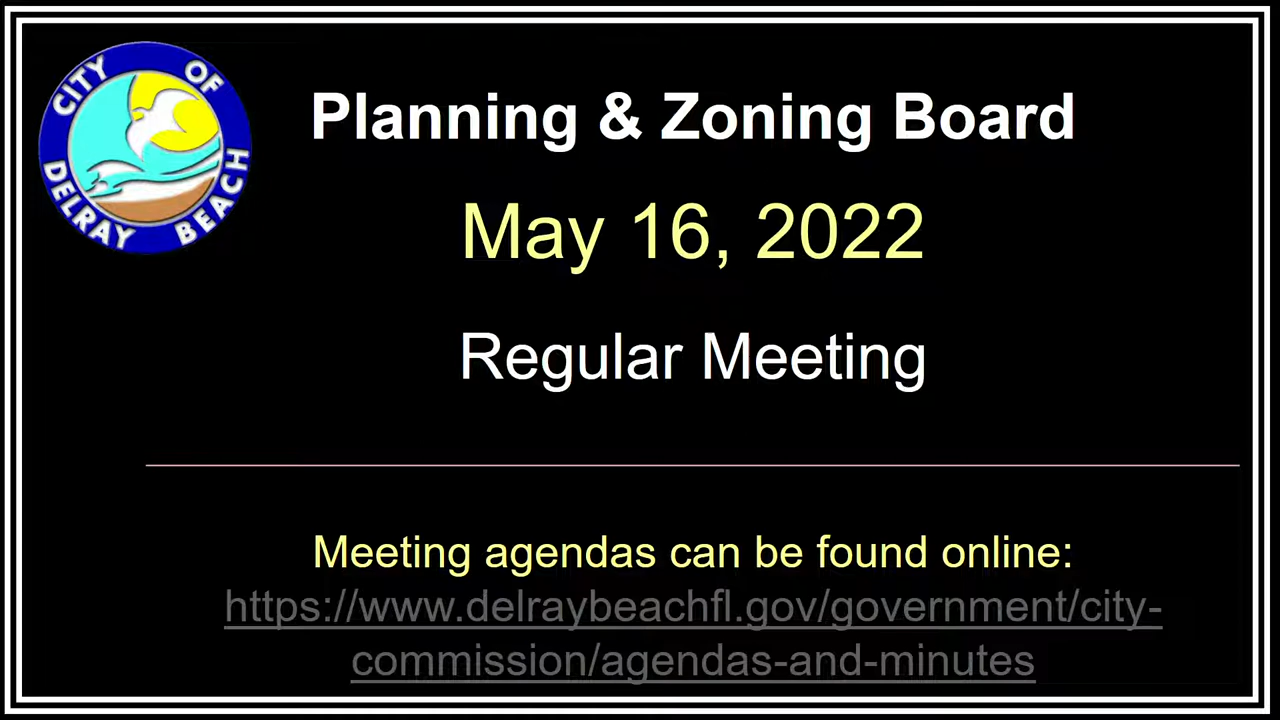 CITY OF
DELRAY BEACH
Planning & Zoning Board
May 16, 2022
Regular Meeting
Meeting agendas can be found online:
https://www.delraybeachfl.gov/government/city-
commission/agendas-and-minutes